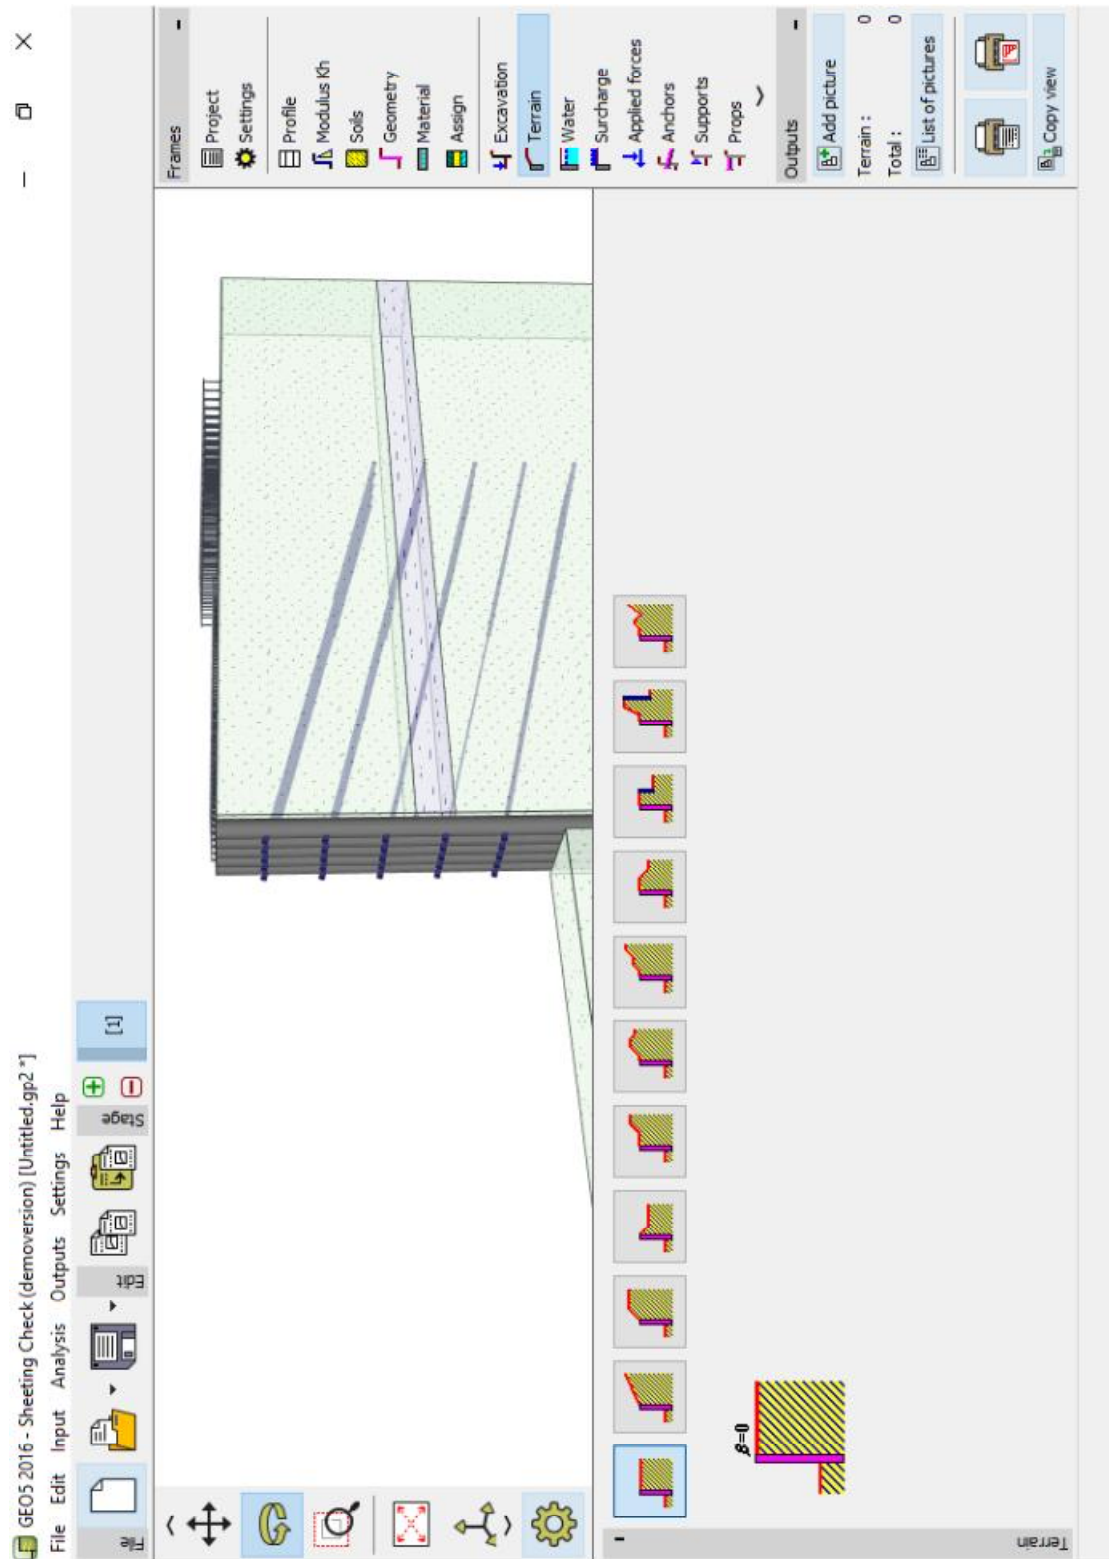 GEO5 2016 - Sheeting Check (demoversion) [Untitled.gp2 *]
File Edit Input Analysis Outputs Settings Help
File
Edit
Stage
[1]
Frames
Project
Settings
Profile
Modulus Kh
Soils
Geometry
Material
Assign
Excavation
Terrain
Water
Surcharge
Applied forces
Anchors
Supports
Props
Outputs
Add picture
Terrain : 0
Total : 0
List of pictures
Copy view
Terrain
β=0